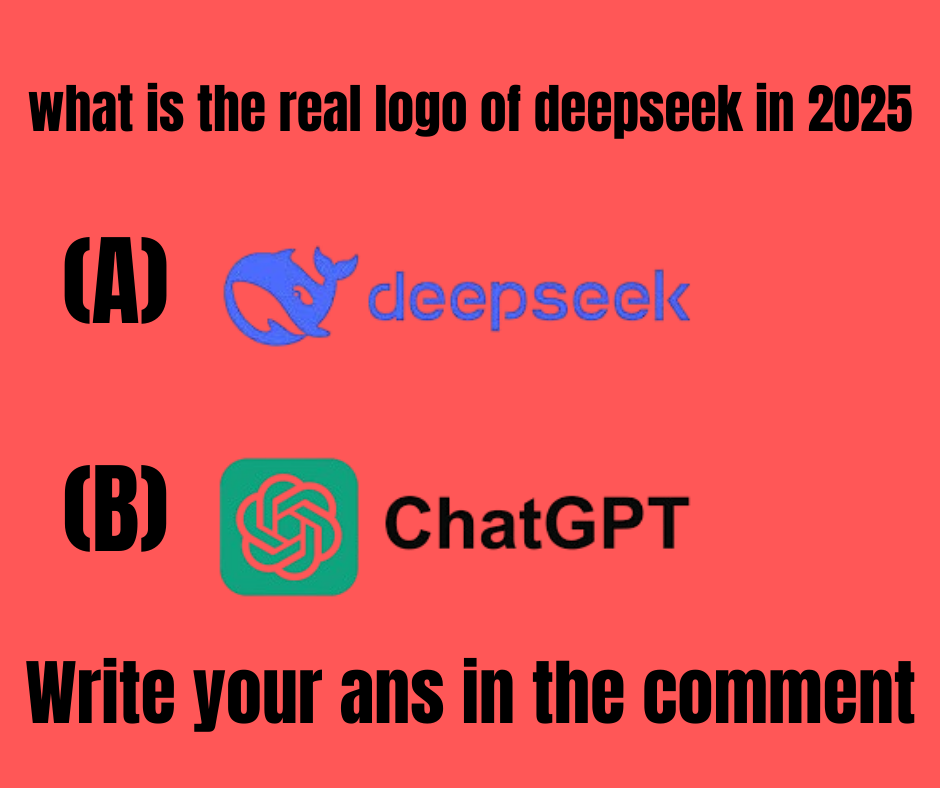 what is the real logo of deepseek in 2025
(A) deepseek
(B) ChatGPT
Write your ans in the comment